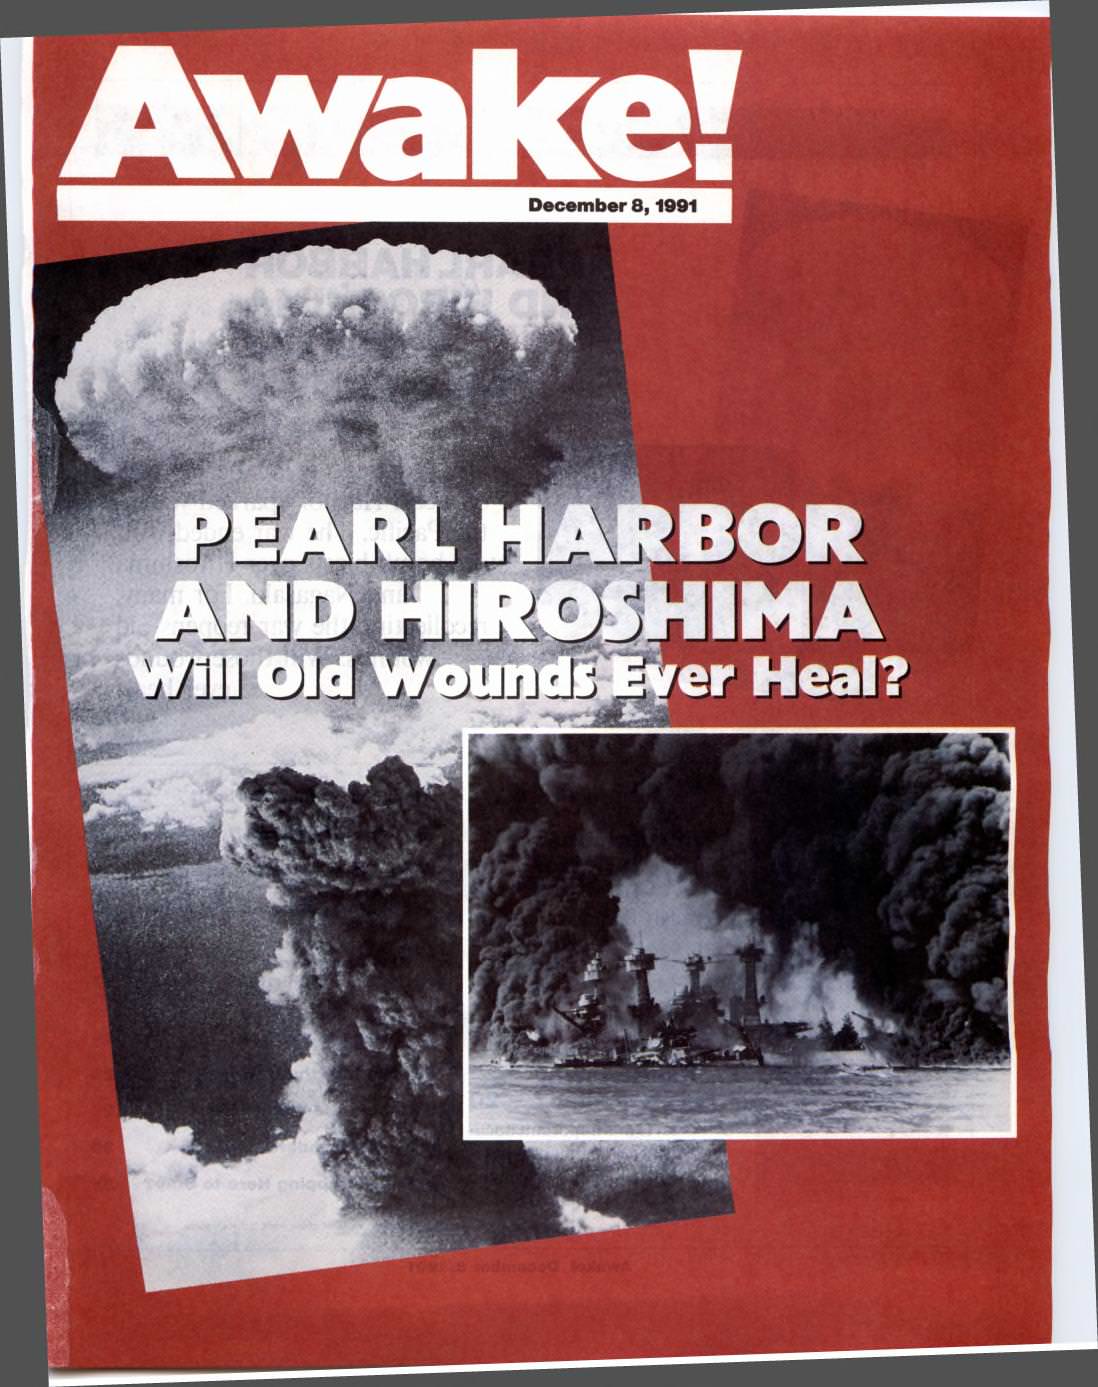 Awake!
December 8, 1991
PEARL HARBOR
AND HIROSHIMA
Will Old Wounds Ever Heal?